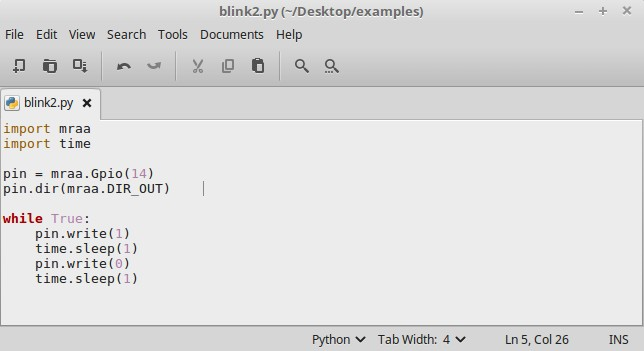 blink2.py (~/Desktop/examples)
File Edit View Search Tools Documents Help
blink2.py
import mraa
import time
pin = mraa.Gpio(14)
pin.dir(mraa.DIR_OUT)
while True:
    pin.write(1)
    time.sleep(1)
    pin.write(0)
    time.sleep(1)
Python Tab Width: 4 Ln 5, Col 26 INS